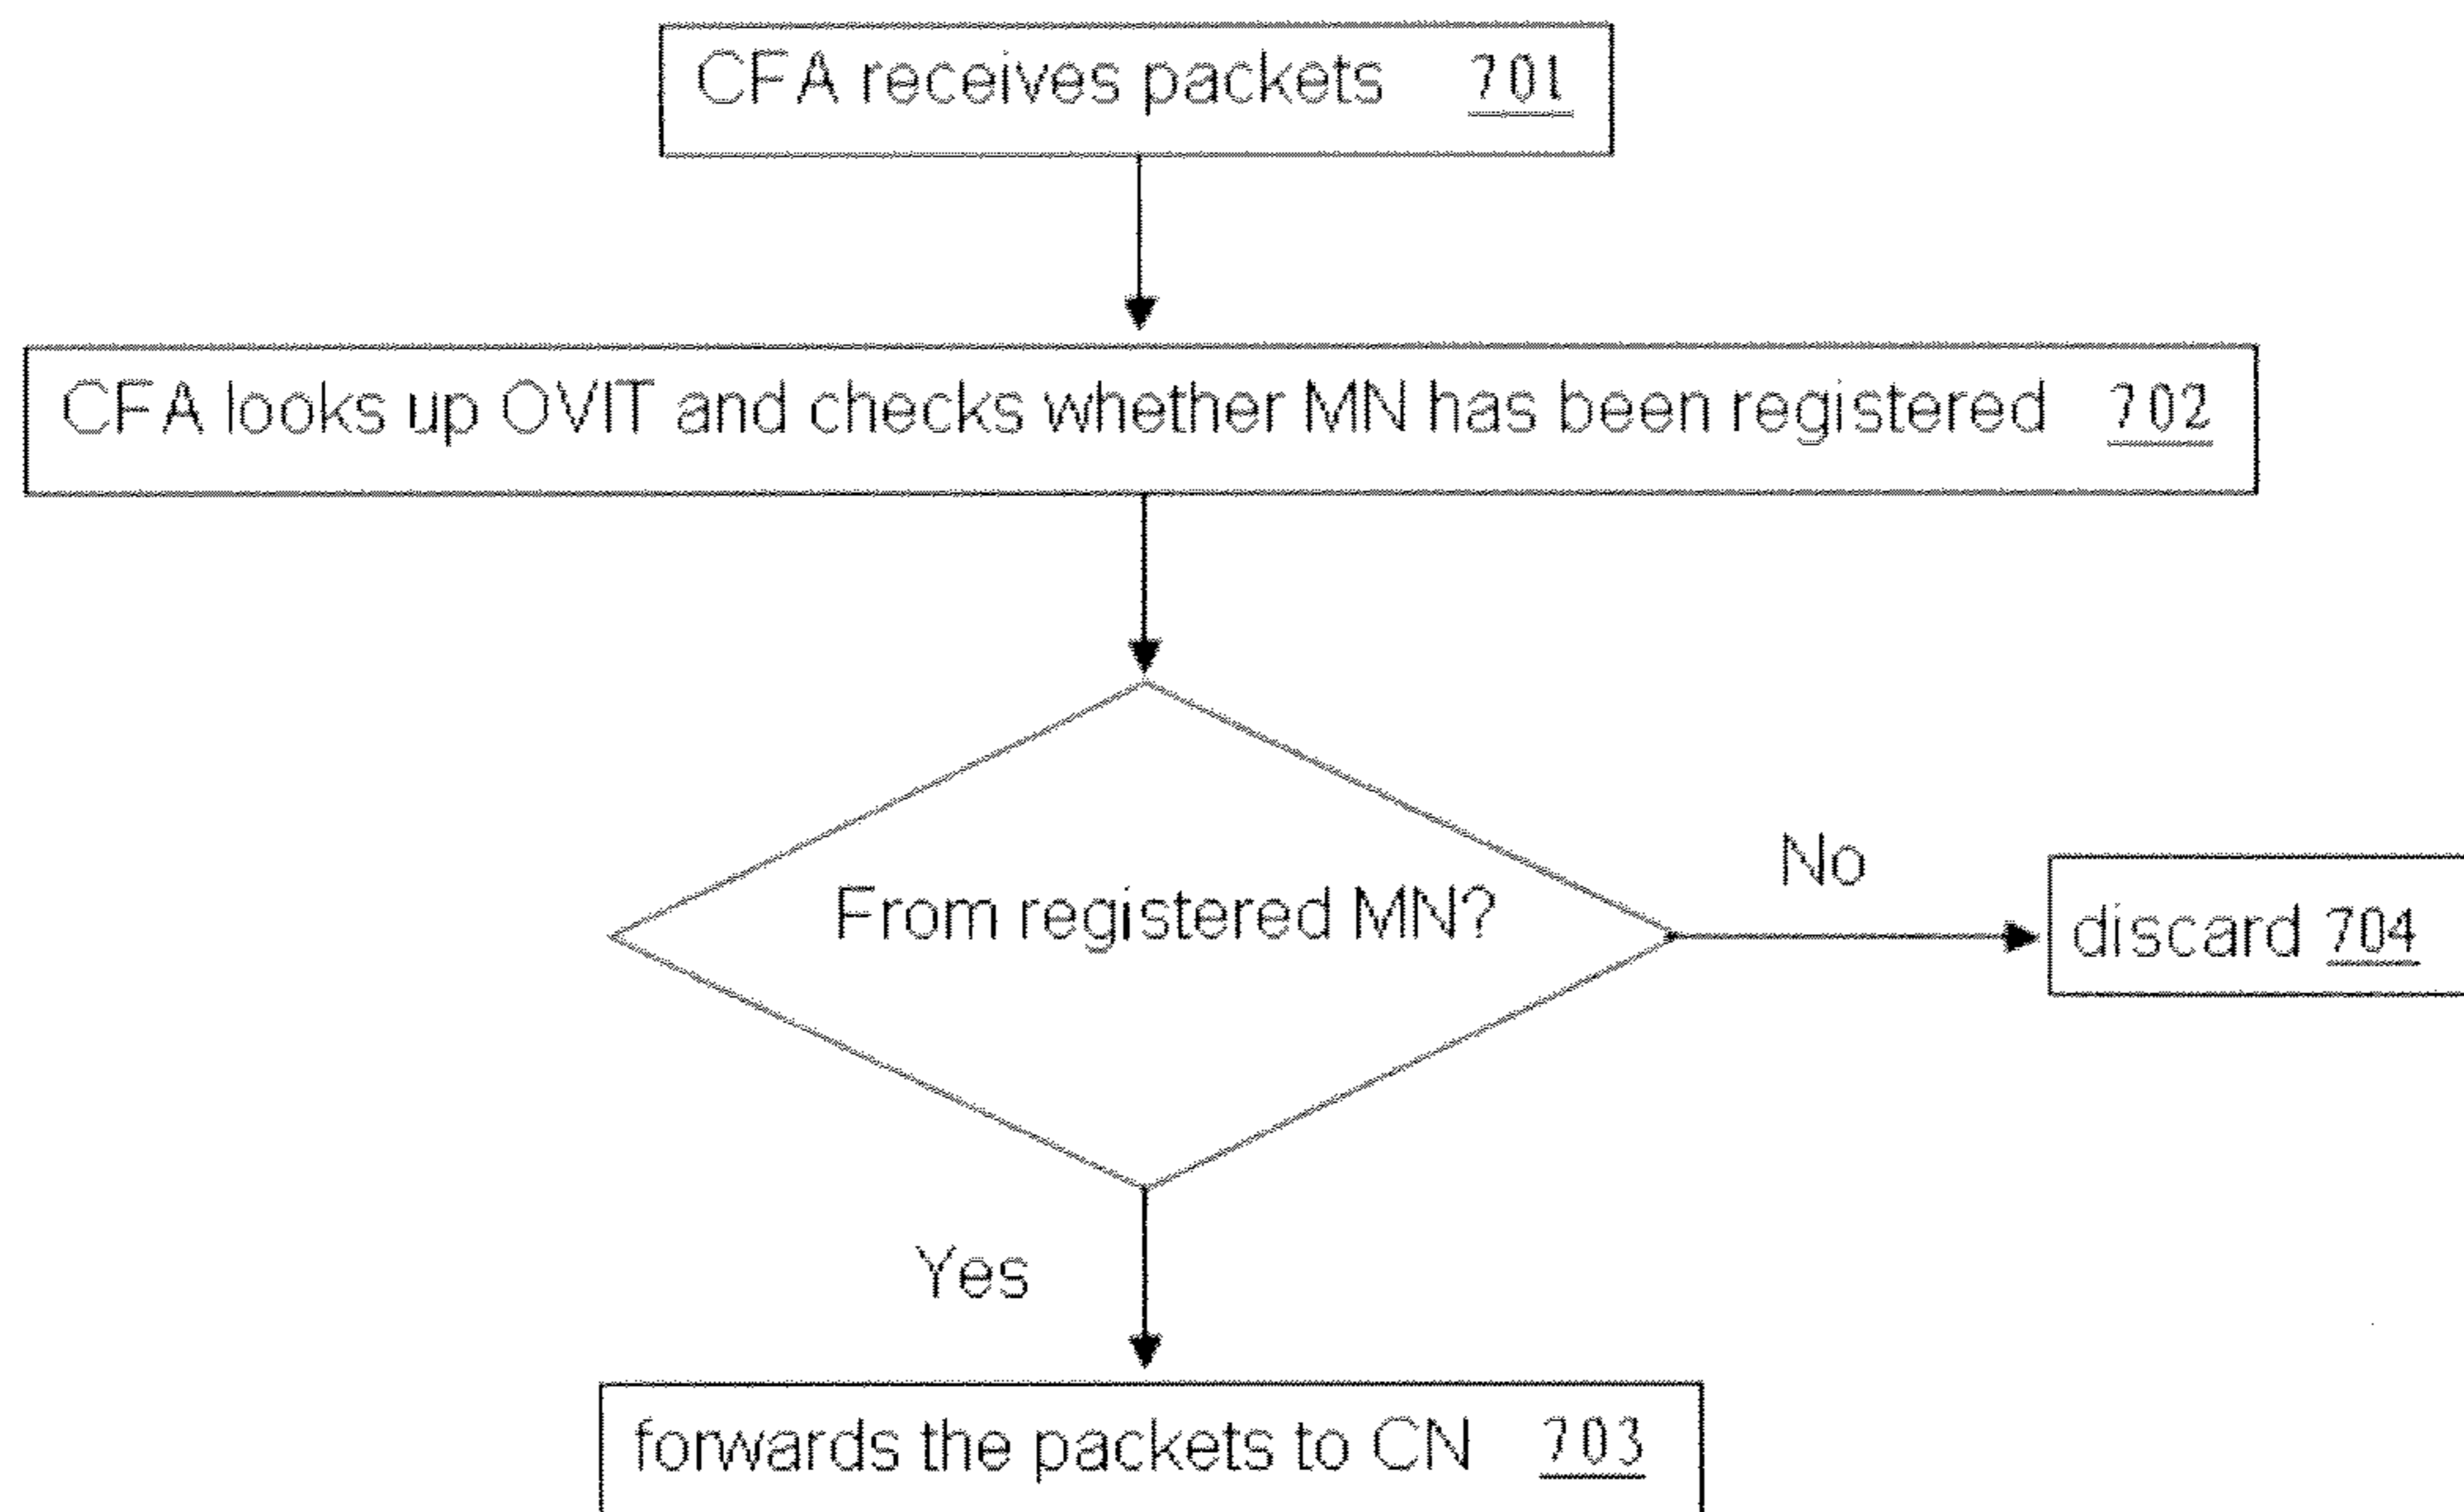 CFA receives packets 701
CFA looks up OVIT and checks whether MN has been registered 702
From registered MN?
No
discard 704
Yes
forwards the packets to CN 703